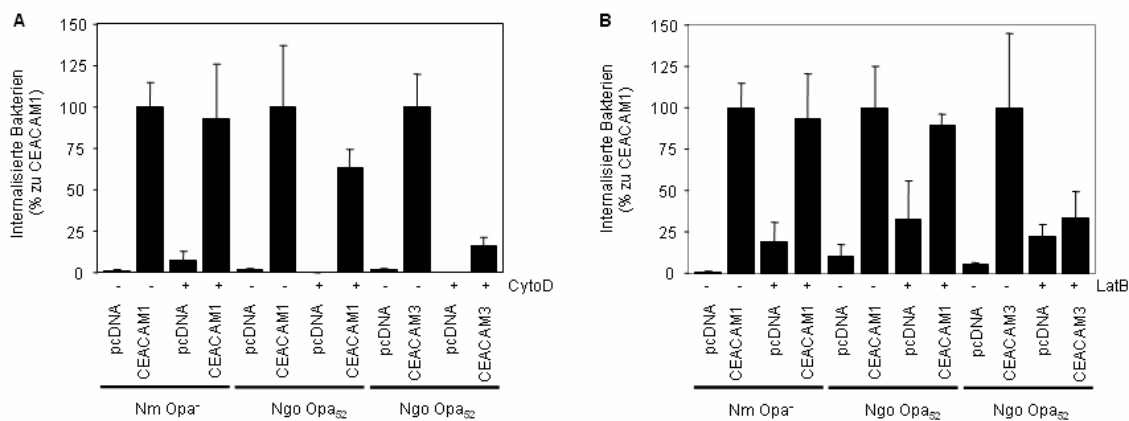 A
Internalisierte Bakterien
(% zu CEACAM1)
150
125
100
75
50
25
0
- - + + - - + + - - + + CytoD
pcDNA
CEACAM1
pcDNA
CEACAM1
pcDNA
CEACAM1
pcDNA
CEACAM1
pcDNA
CEACAM3
pcDNA
CEACAM3
Nm Opa⁻ Ngo Opa₅₂ Ngo Opa₅₂
B
Internalisierte Bakterien
(% zu CEACAM1)
150
125
100
75
50
25
0
- - + + - - + + - - + + LatB
pcDNA
CEACAM1
pcDNA
CEACAM1
pcDNA
CEACAM1
pcDNA
CEACAM1
pcDNA
CEACAM3
pcDNA
CEACAM3
Nm Opa⁻ Ngo Opa₅₂ Ngo Opa₅₂